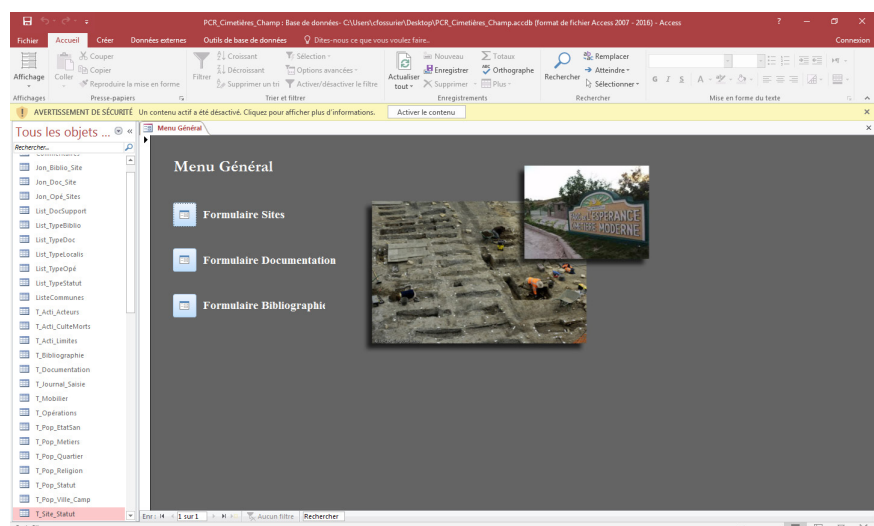 PCR_Cimetières_Champ : Base de données- C:\Users\cfossurier\Desktop\PCR_Cimetières_Champ.accdb (format de fichier Access 2007 - 2016) - Access
Fichier Accueil Créer Données externes Outils de base de données Dites-nous ce que vous voulez faire... Connexion
Affichage
Coller
Couper
Copier
Reproduire la mise en forme
Filtrer
Croissant
Décroissant
Supprimer un tri
Sélection
Options avancées
Activer/désactiver le filtre
Actualiser
tout
Nouveau
Enregistrer
Supprimer
Totaux
Orthographe
Plus
Rechercher
Remplacer
Atteindre
Sélectionner
G I S
Affichages Presse-papiers Trier et filtrer Enregistrements Rechercher Mise en forme du texte
AVERTISSEMENT DE SÉCURITÉ Un contenu actif a été désactivé. Cliquez pour afficher plus d'informations. Activer le contenu
Tous les objets ...
Rechercher...
Jon_Biblio_Site
Jon_Doc_Site
Jon_Opé_Sites
List_DocSupport
List_TypeBiblio
List_TypeDoc
List_TypeLocalis
List_TypeOpé
List_TypeStatut
ListeCommunes
T_Acti_Acteurs
T_Acti_CulteMorts
T_Acti_Limites
T_Bibliographie
T_Documentation
T_Journal_Saisie
T_Mobilier
T_Opérations
T_Pop_EtatSan
T_Pop_Metiers
T_Pop_Quartier
T_Pop_Religion
T_Pop_Statut
T_Pop_Ville_Camp
T_Site_Statut
Menu Général
Menu Général
Formulaire Sites
Formulaire Documentation
Formulaire Bibliographie
L'ESPERANCE
CIMETIERE MODERNE
Enr : 1 sur 1 Aucun filtre Rechercher